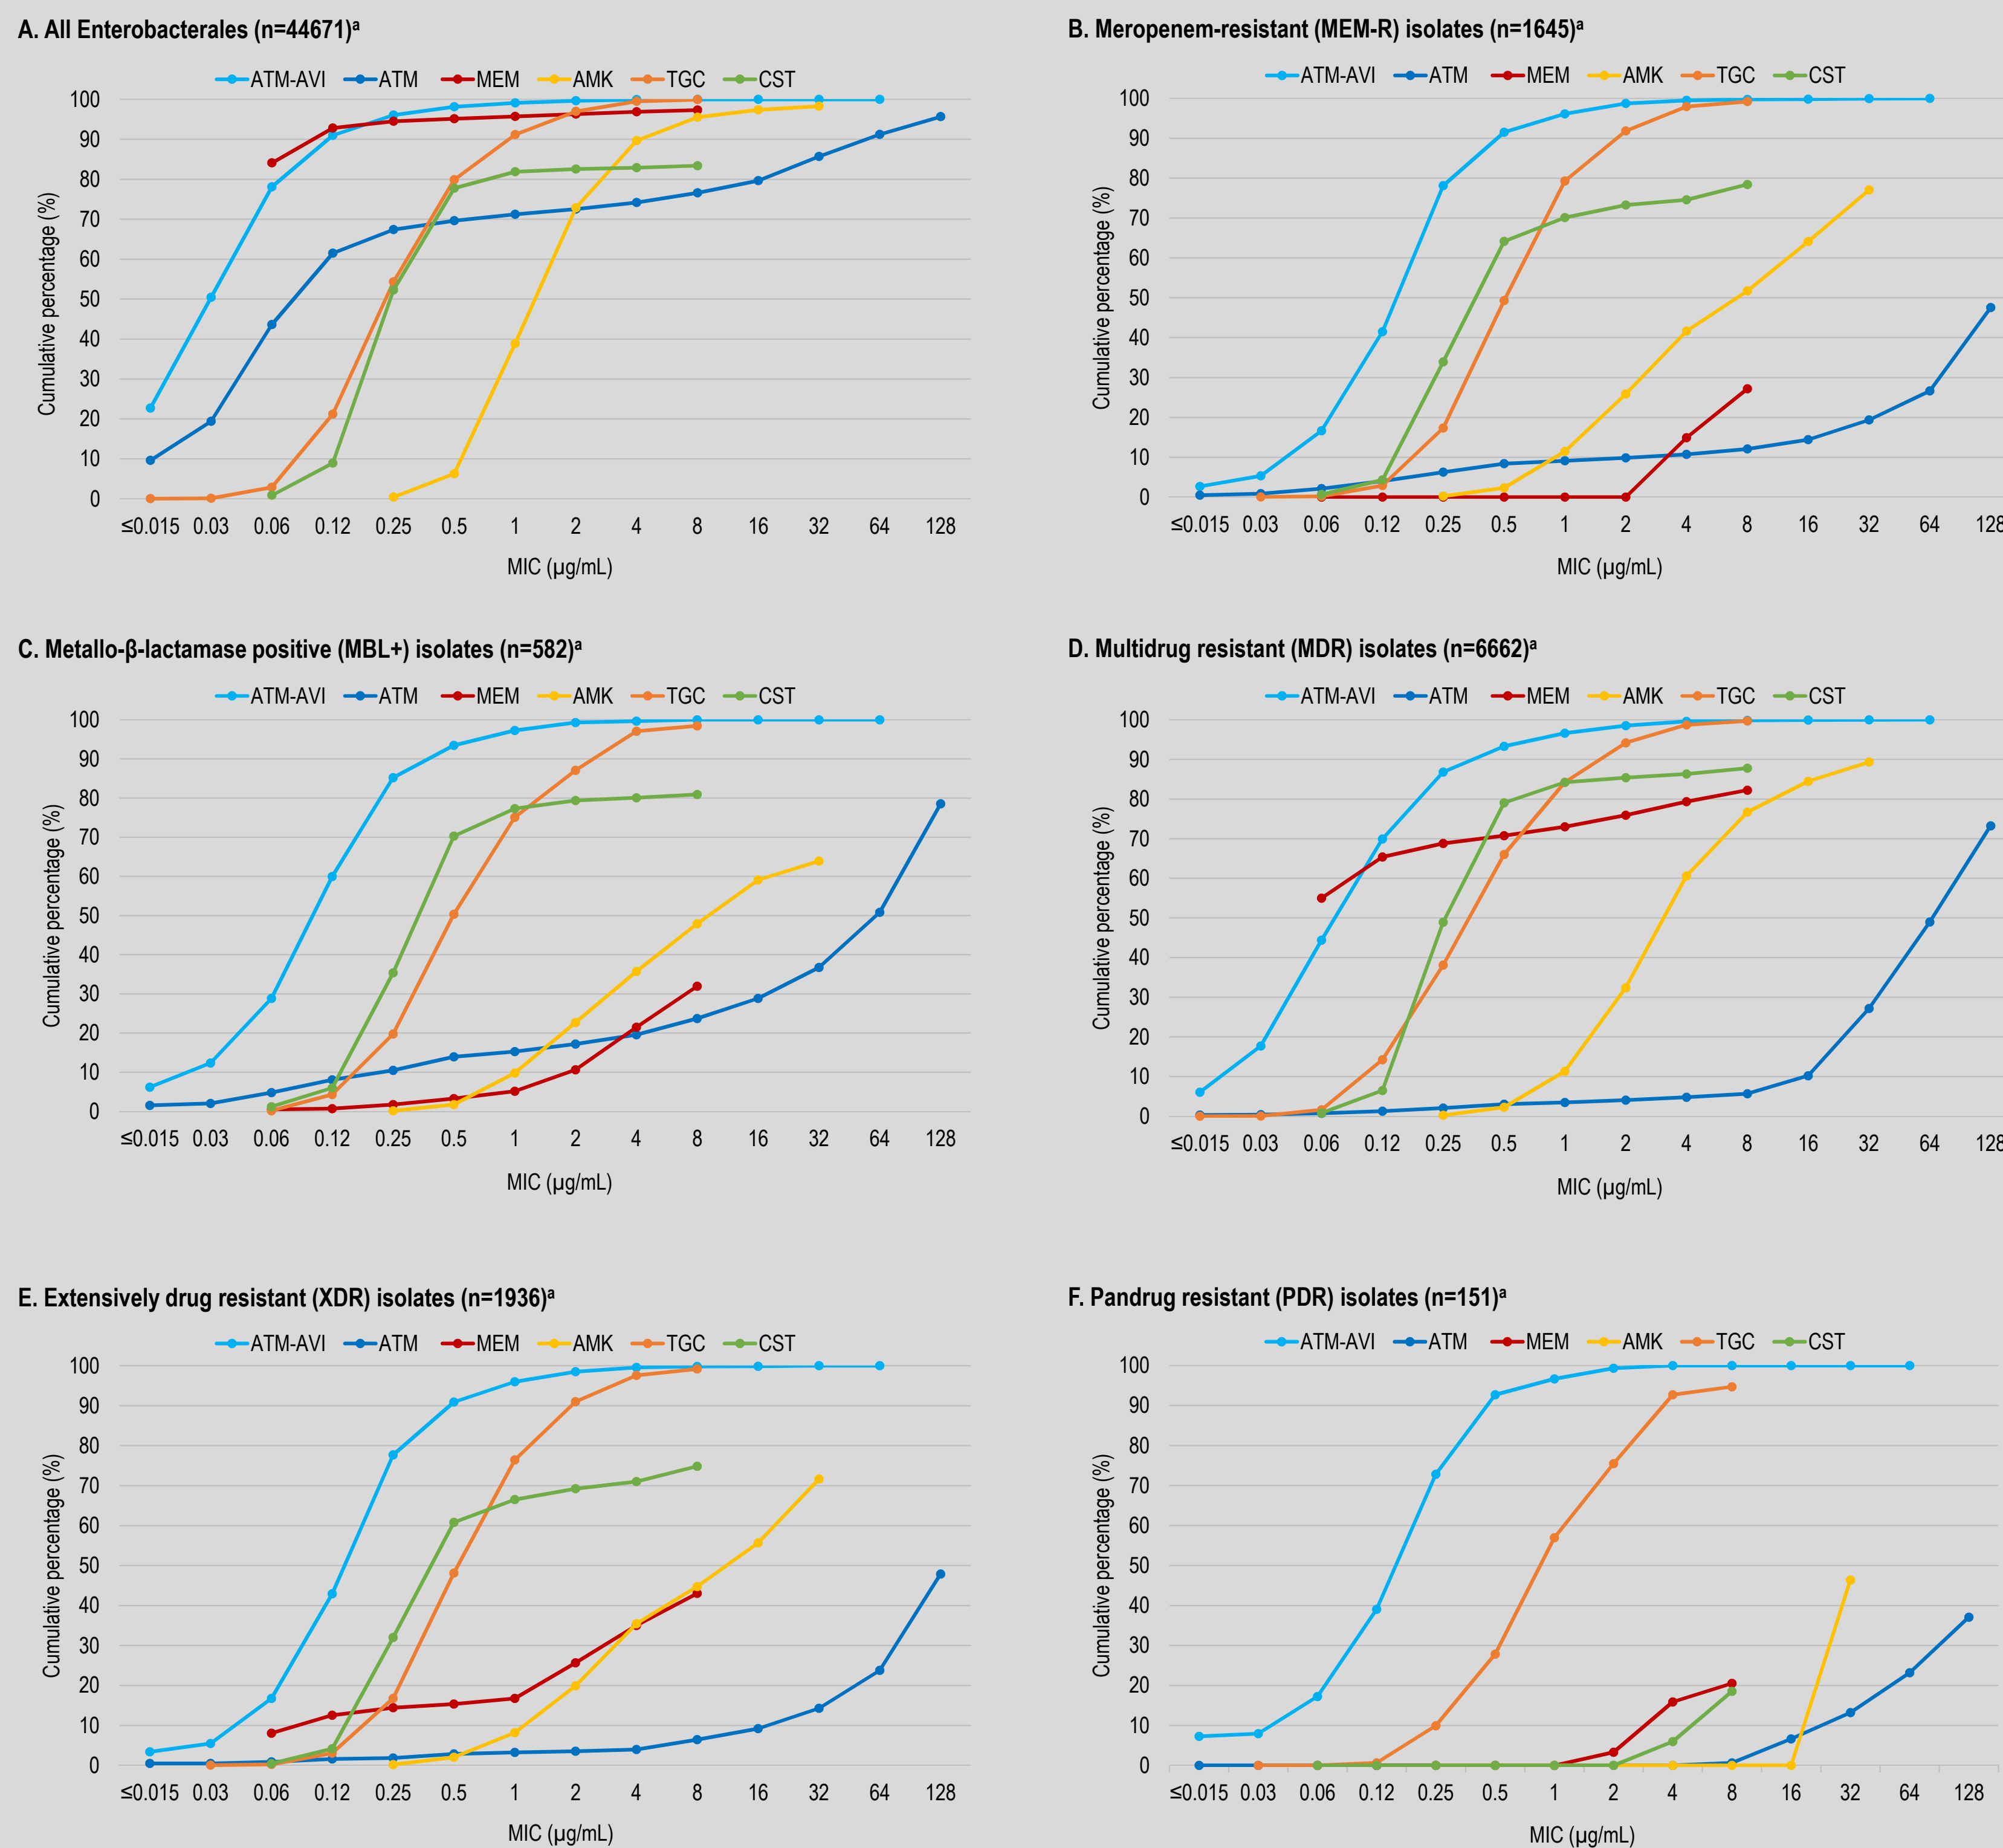 A. All Enterobacterales (n=44671)ᵃ
ATM-AVI ATM MEM AMK TGC CST
100
90
80
70
60
50
40
30
20
10
0
Cumulative percentage (%)
≤0.015 0.03 0.06 0.12 0.25 0.5 1 2 4 8 16 32 64 128
MIC (µg/mL)
B. Meropenem-resistant (MEM-R) isolates (n=1645)ᵃ
ATM-AVI ATM MEM AMK TGC CST
100
90
80
70
60
50
40
30
20
10
0
Cumulative percentage (%)
≤0.015 0.03 0.06 0.12 0.25 0.5 1 2 4 8 16 32 64 128
MIC (µg/mL)
C. Metallo-β-lactamase positive (MBL+) isolates (n=582)ᵃ
ATM-AVI ATM MEM AMK TGC CST
100
90
80
70
60
50
40
30
20
10
0
Cumulative percentage (%)
≤0.015 0.03 0.06 0.12 0.25 0.5 1 2 4 8 16 32 64 128
MIC (µg/mL)
D. Multidrug resistant (MDR) isolates (n=6662)ᵃ
ATM-AVI ATM MEM AMK TGC CST
100
90
80
70
60
50
40
30
20
10
0
Cumulative percentage (%)
≤0.015 0.03 0.06 0.12 0.25 0.5 1 2 4 8 16 32 64 128
MIC (µg/mL)
E. Extensively drug resistant (XDR) isolates (n=1936)ᵃ
ATM-AVI ATM MEM AMK TGC CST
100
90
80
70
60
50
40
30
20
10
0
Cumulative percentage (%)
≤0.015 0.03 0.06 0.12 0.25 0.5 1 2 4 8 16 32 64 128
MIC (µg/mL)
F. Pandrug resistant (PDR) isolates (n=151)ᵃ
ATM-AVI ATM MEM AMK TGC CST
100
90
80
70
60
50
40
30
20
10
0
Cumulative percentage (%)
≤0.015 0.03 0.06 0.12 0.25 0.5 1 2 4 8 16 32 64 128
MIC (µg/mL)